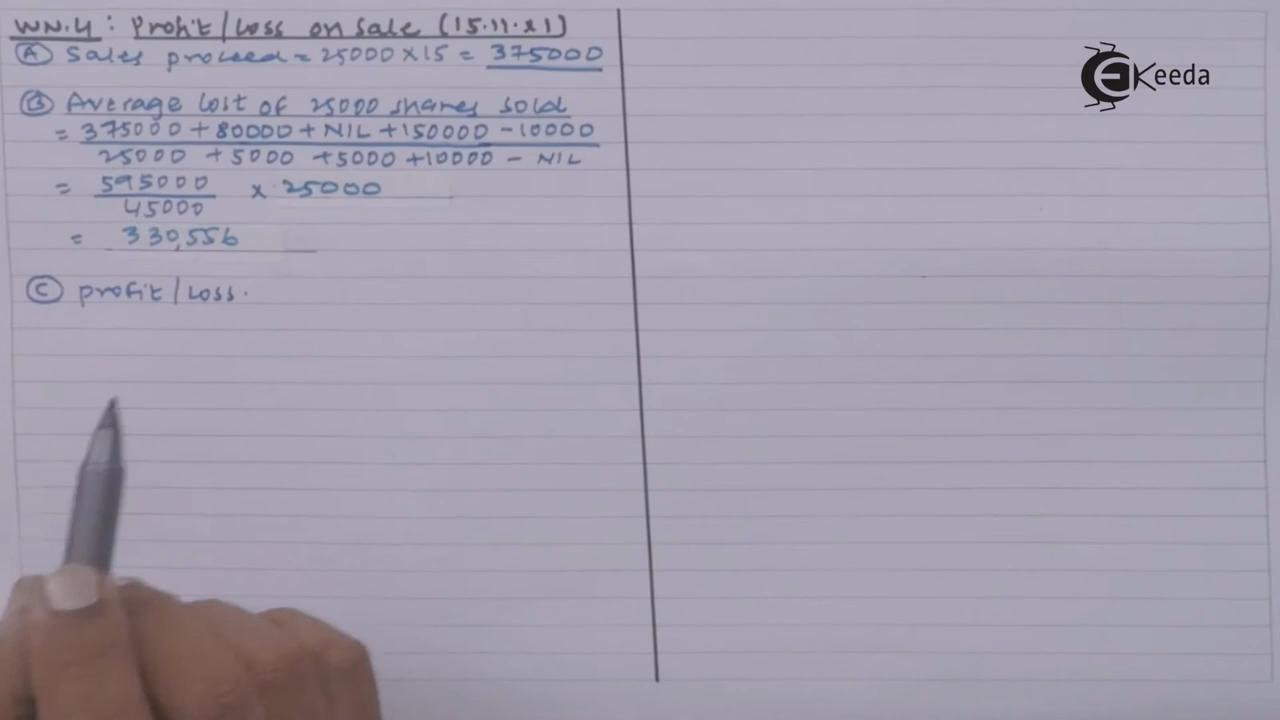 WN.4 : Profit/Loss on Sale (15.11.x1)
(A) Sales proceed = 25000 x 15 = 375000
(B) Average Cost of 25000 shares sold
= 375000 + 80000 + NIL + 150000 - 10000
25000 + 5000 + 5000 + 10000 - NIL
= 595000 x 25000
45000
= 330,556
(C) profit/Loss.
Keeda